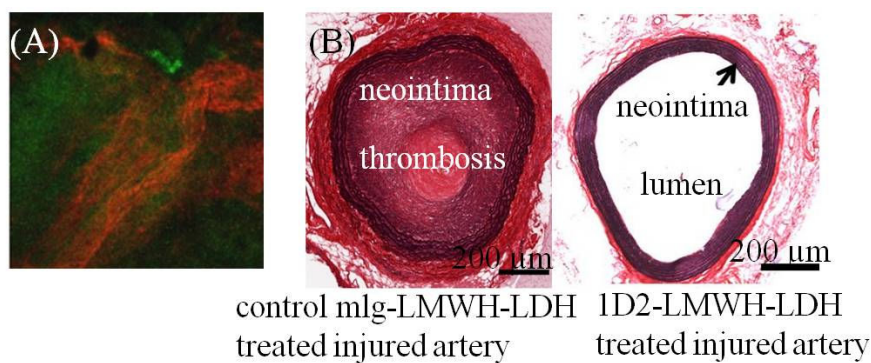 (A)
(B)
neointima
thrombosis
200 µm
neointima
lumen
200 µm
control mIg-LMWH-LDH
treated injured artery
1D2-LMWH-LDH
treated injured artery